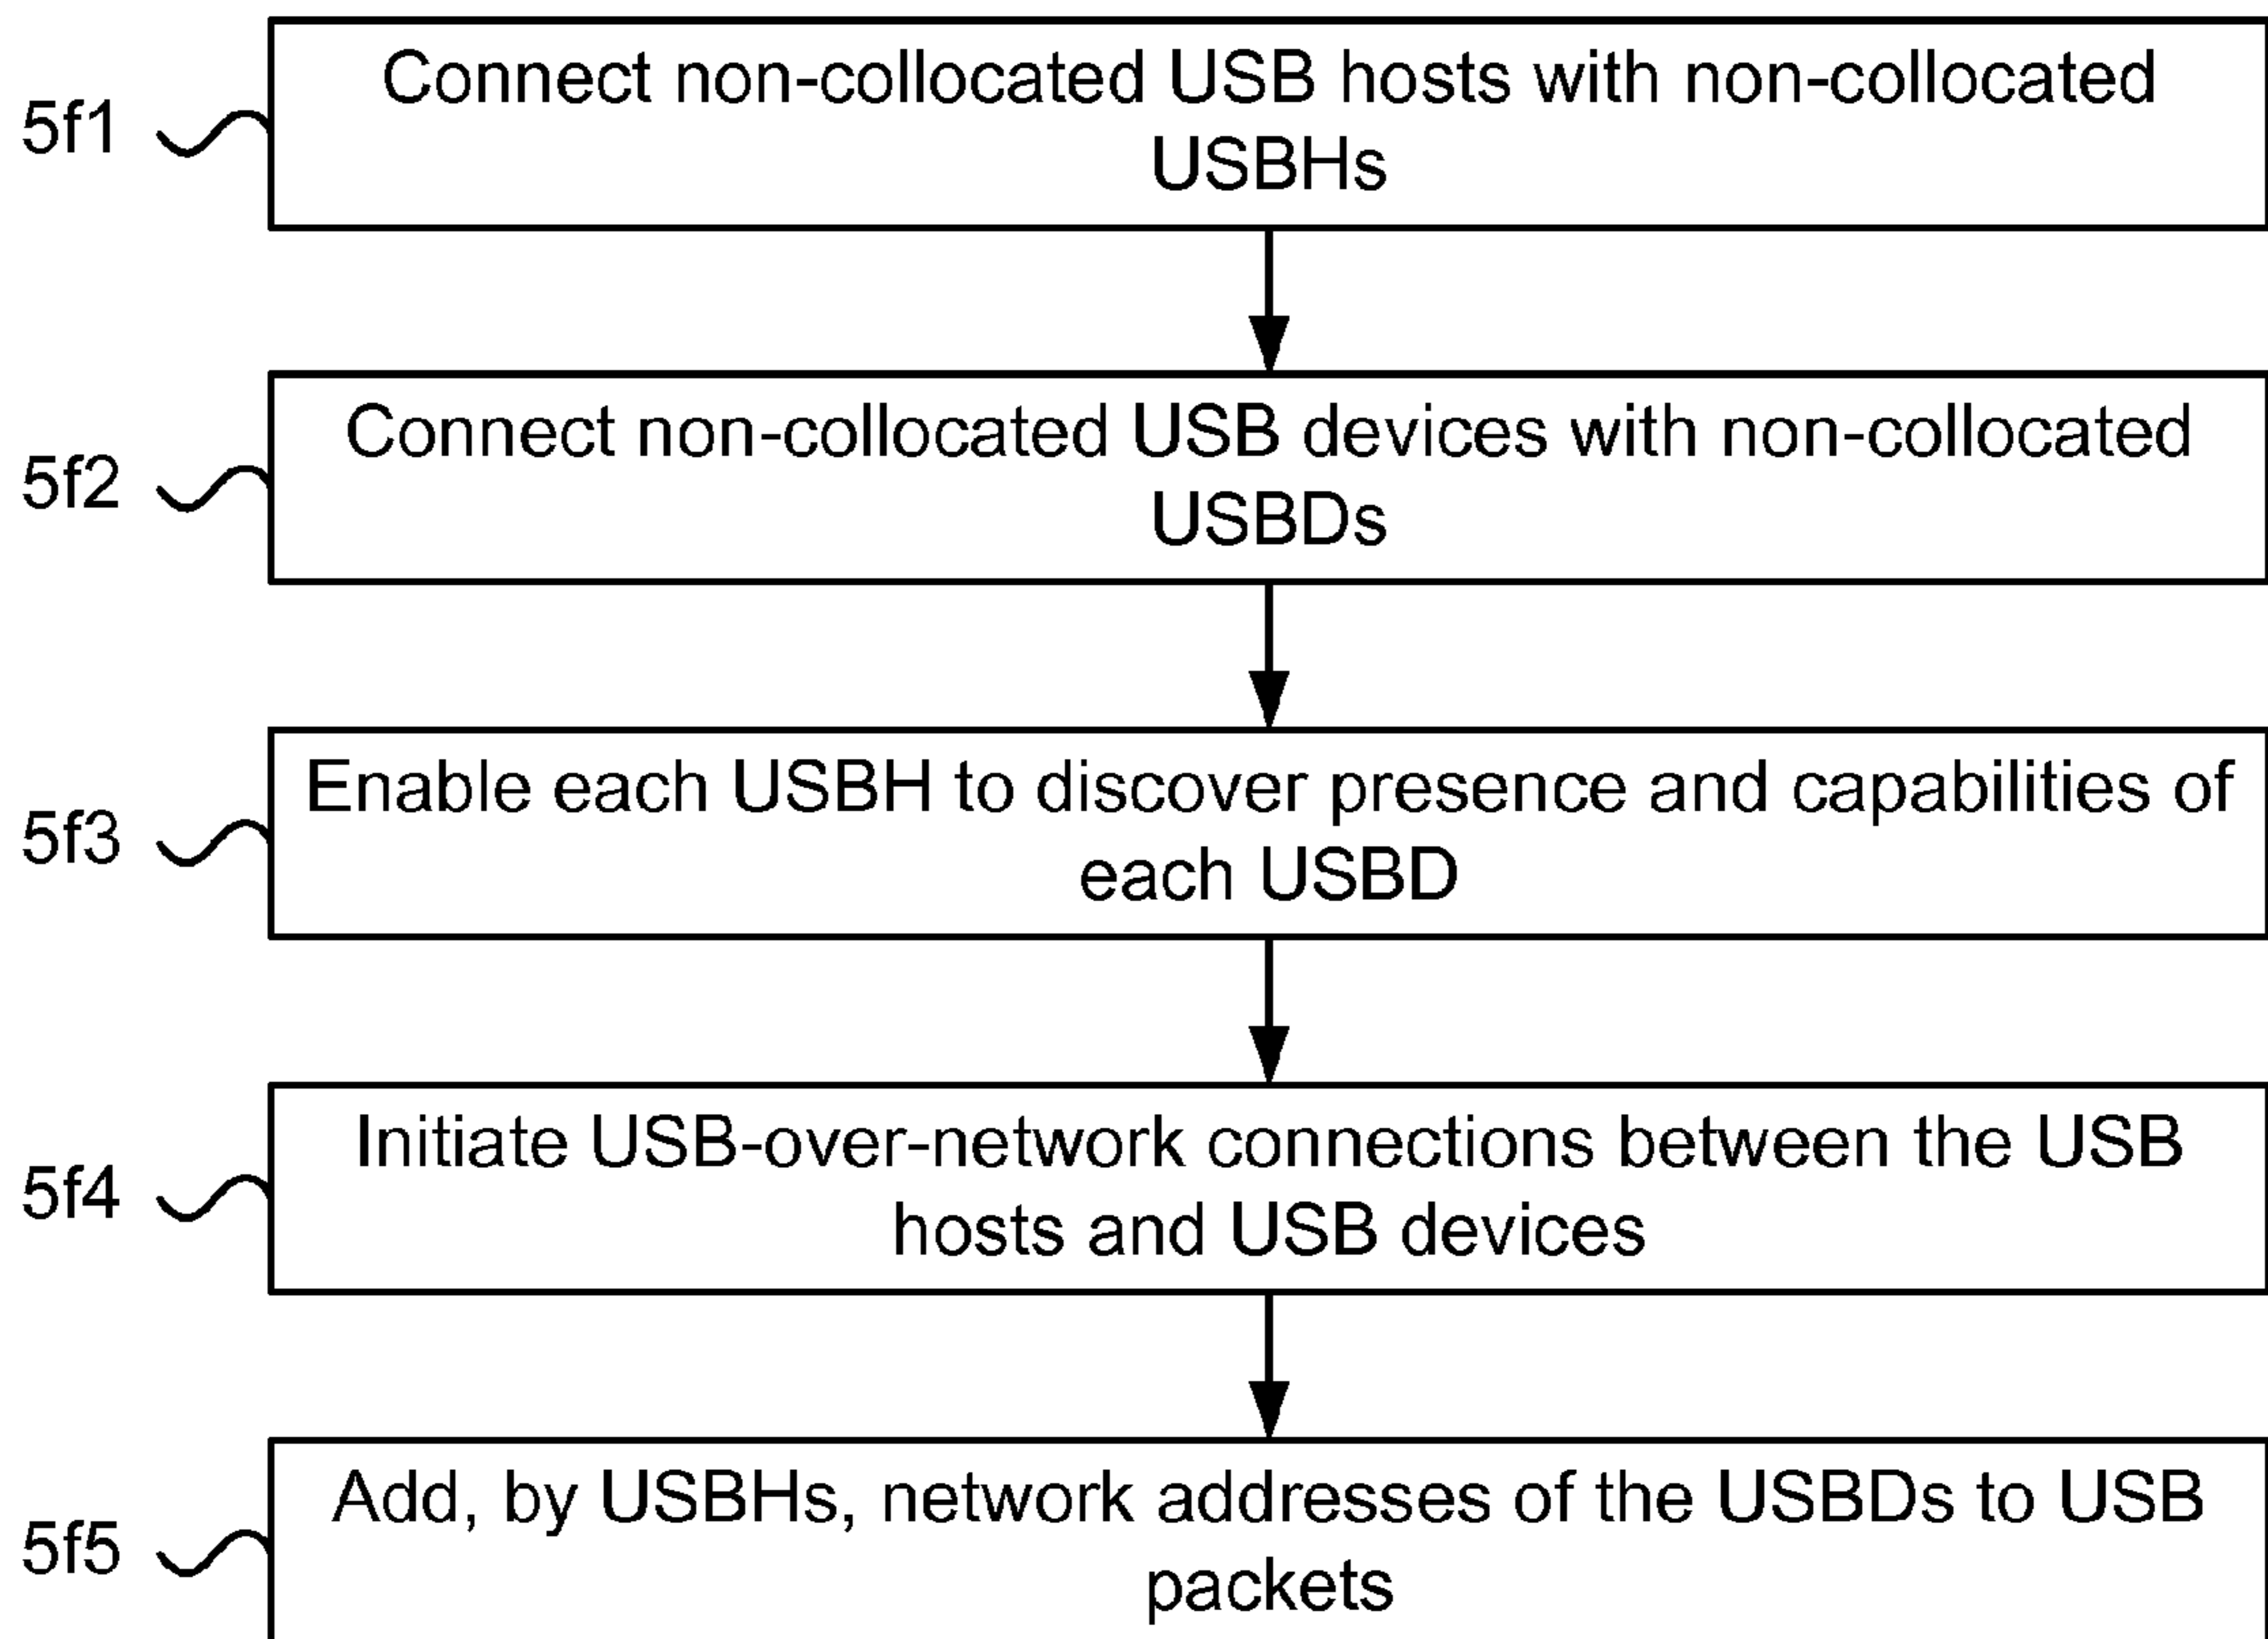 5f1
Connect non-collocated USB hosts with non-collocated
USBHs
5f2
Connect non-collocated USB devices with non-collocated
USBDs
5f3
Enable each USBH to discover presence and capabilities of
each USBD
5f4
Initiate USB-over-network connections between the USB
hosts and USB devices
5f5
Add, by USBHs, network addresses of the USBDs to USB
packets